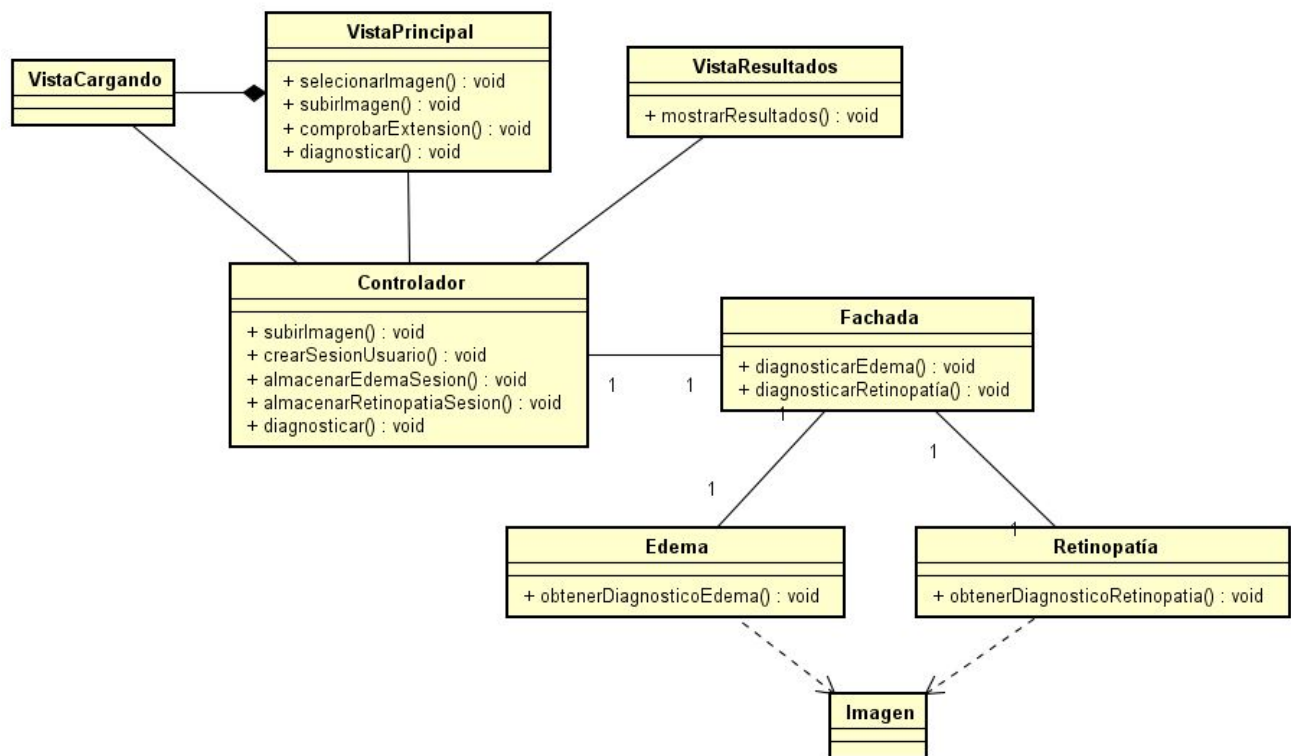 VistaPrincipal
+ selecionarImagen() : void
+ subirImagen() : void
+ comprobarExtension() : void
+ diagnosticar() : void
VistaCargando
VistaResultados
+ mostrarResultados() : void
Controlador
+ subirImagen() : void
+ crearSesionUsuario() : void
+ almacenarEdemaSesion() : void
+ almacenarRetinopatiaSesion() : void
+ diagnosticar() : void
1
1
Fachada
+ diagnosticarEdema() : void
+ diagnosticarRetinopatía() : void
1
1
1
1
Edema
+ obtenerDiagnosticoEdema() : void
Retinopatía
+ obtenerDiagnosticoRetinopatia() : void
Imagen